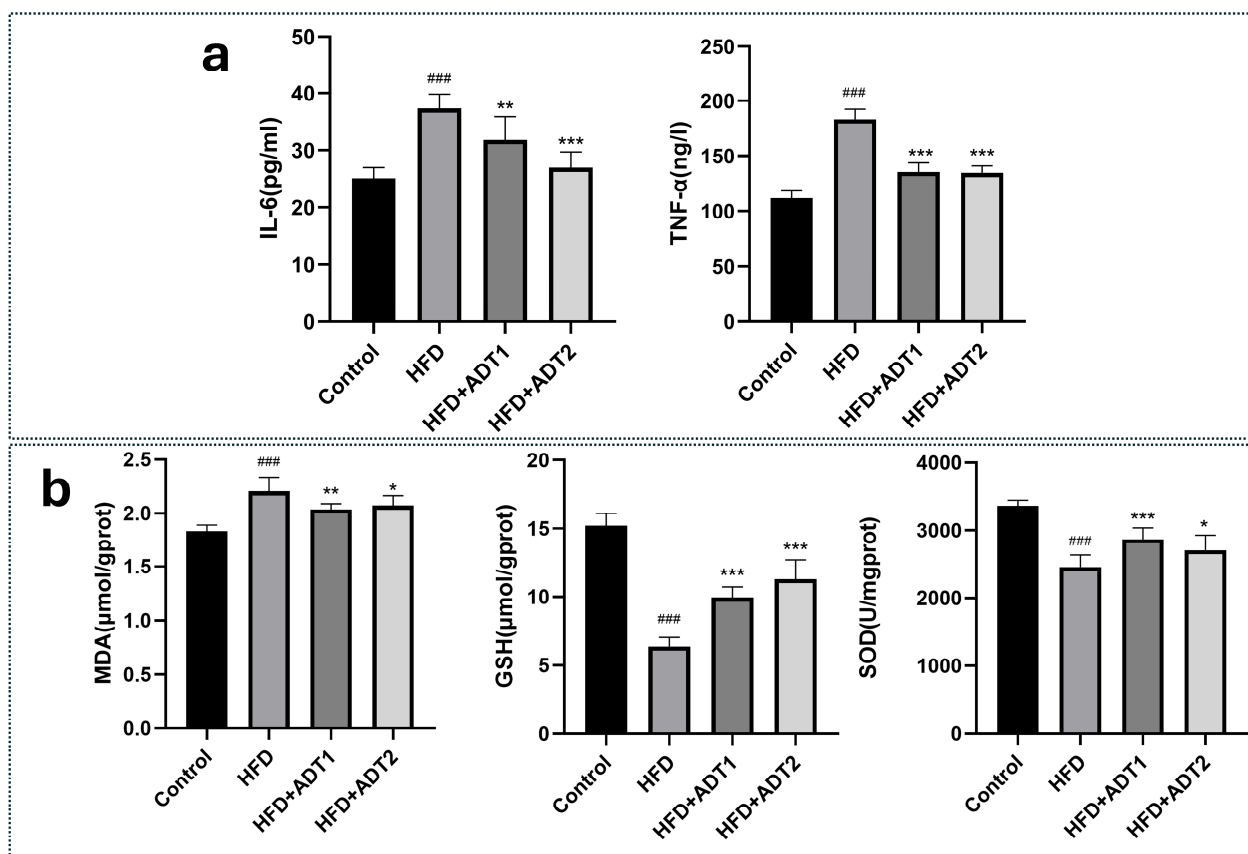 a
IL-6(pg/ml)
50
40
30
20
10
0
###
**
***
Control
HFD
HFD+ADT1
HFD+ADT2
TNF-α(ng/l)
250
200
150
100
50
0
###
***
***
Control
HFD
HFD+ADT1
HFD+ADT2
b
MDA(μmol/gprot)
2.5
2.0
1.5
1.0
0.5
0.0
###
**
*
Control
HFD
HFD+ADT1
HFD+ADT2
GSH(μmol/gprot)
20
15
10
5
0
###
***
***
Control
HFD
HFD+ADT1
HFD+ADT2
SOD(U/mgprot)
4000
3000
2000
1000
0
###
***
*
Control
HFD
HFD+ADT1
HFD+ADT2